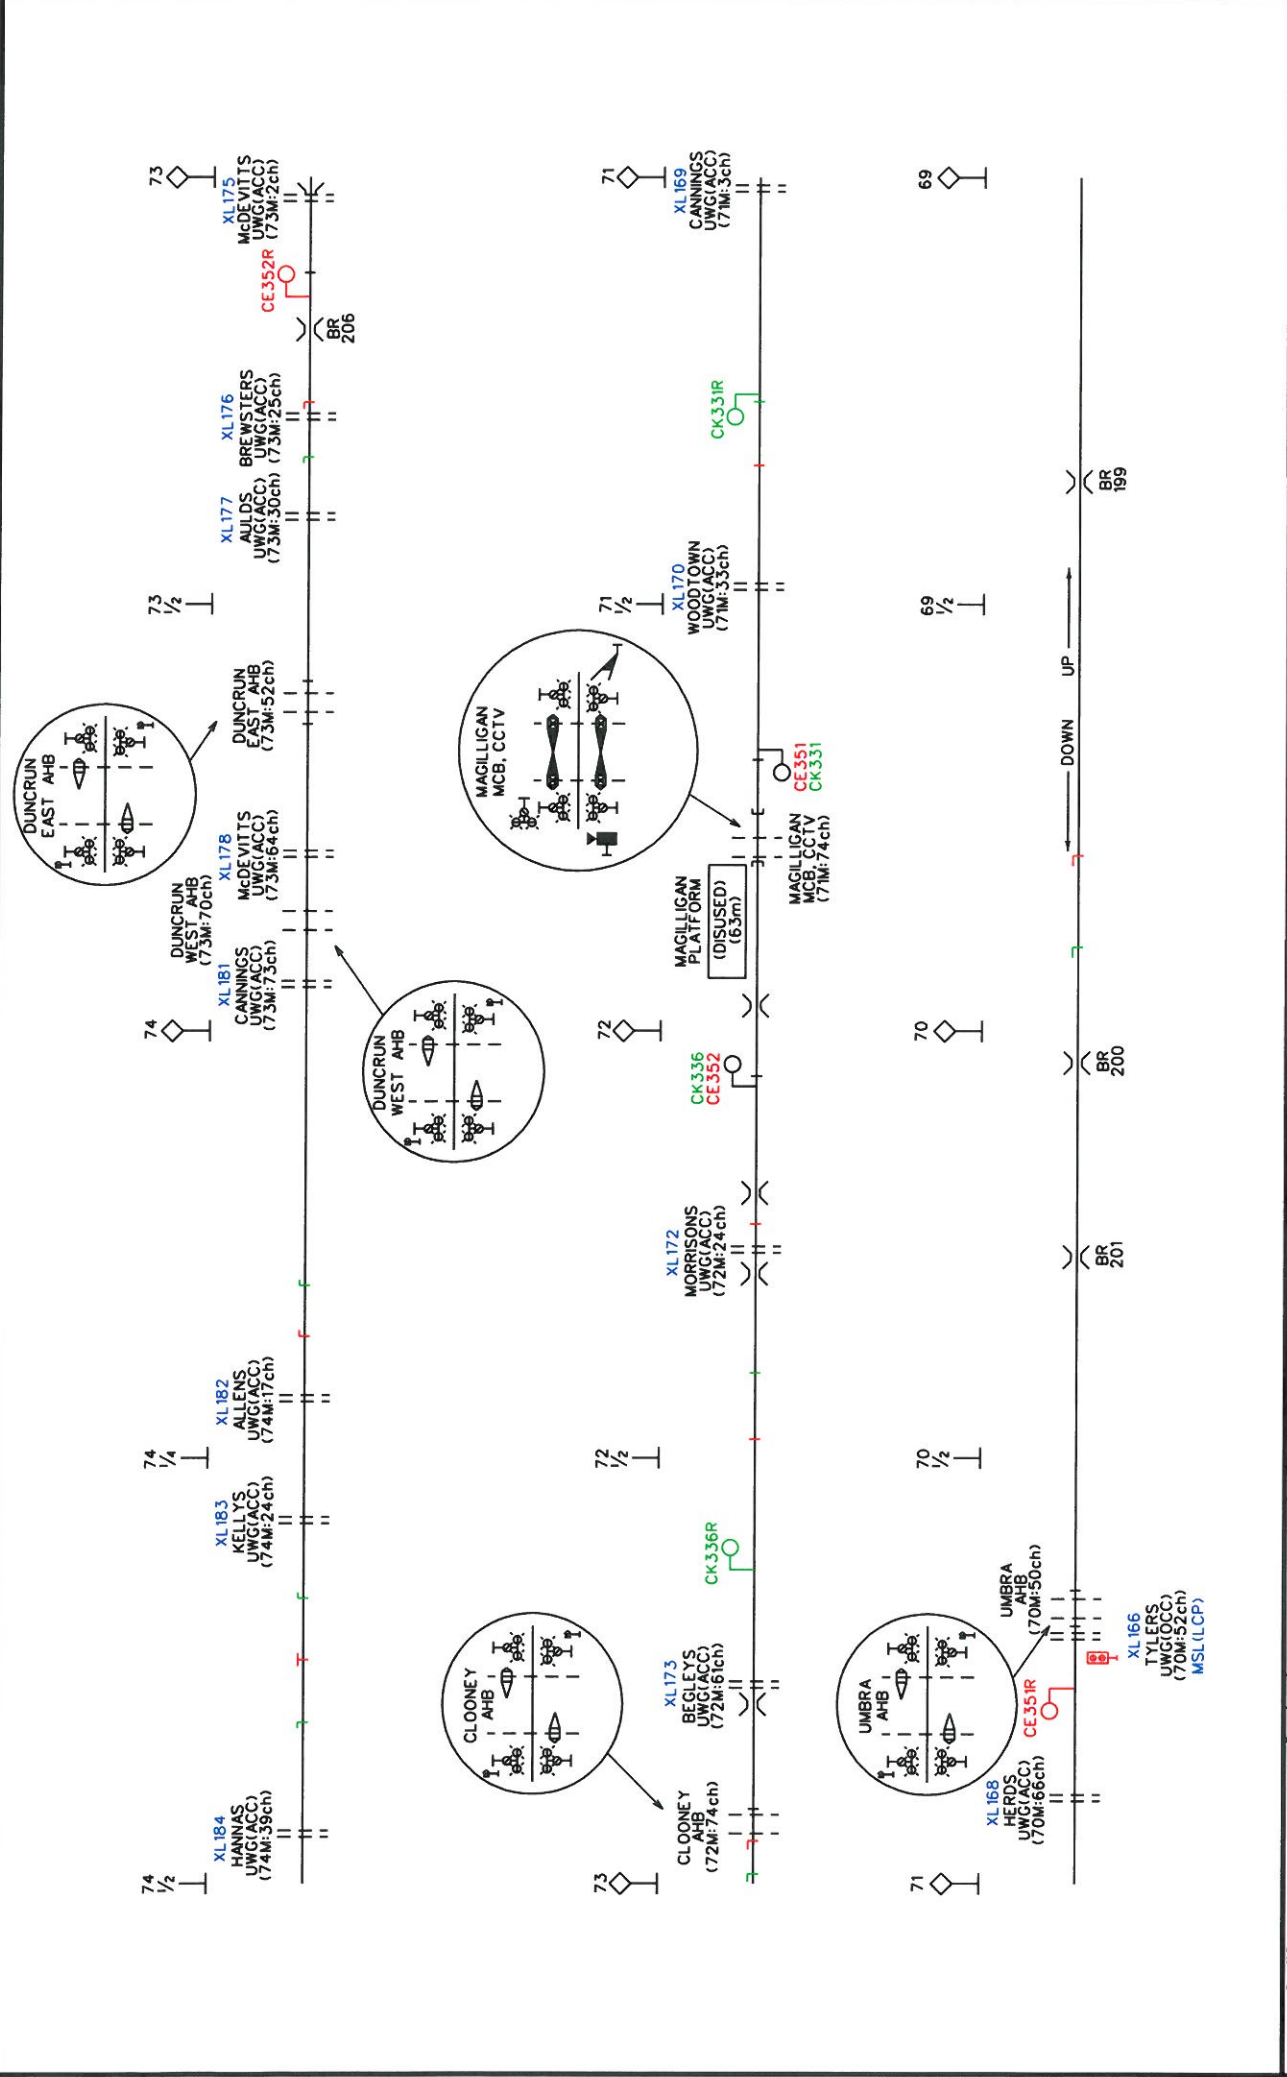 DUNCRUN
EAST AHB
DUNCRUN
WEST AHB
(73M:70ch)
74
1/2
XL184
HANNAS
UWG(ACC)
(74M:39ch)
XL183
KELLYS
UWG(ACC)
(74M:24ch)
74
1/4
XL182
ALLENS
UWG(ACC)
(74M:17ch)
74
XL181
CANNINGS
UWG(ACC)
(73M:73ch)
XL178
McDEVITTS
UWG(ACC)
(73M:64ch)
DUNCRUN
EAST AHB
(73M:52ch)
73
1/2
XL177
AULDS
UWG(ACC)
(73M:30ch)
XL176
BREWSTERS
UWG(ACC)
(73M:25ch)
BR
206
CE352R
73
XL175
McDEVITTS
UWG(ACC)
(73M:2ch)
DUNCRUN
WEST AHB
CLOONEY
AHB
MAGILLIGAN
MCB, CCTV
73
CLOONEY
AHB
(72M:74ch)
XL173
BEGLEYS
UWG(ACC)
(72M:61ch)
CK336R
72
1/2
XL172
MORRISONS
UWG(ACC)
(72M:24ch)
CK336
CE352
72
MAGILLIGAN
PLATFORM
(DISUSED)
(63m)
MAGILLIGAN
MCB, CCTV
(71M:74ch)
CE351
CK331
71
1/2
XL170
WOODTOWN
UWG(ACC)
(71M:33ch)
CK331R
71
XL169
CANNINGS
UWG(ACC)
(71M:3ch)
UMBRA
AHB
71
XL168
HERDS
UWG(ACC)
(70M:66ch)
CE351R
UMBRA
AHB
(70M:50ch)
XL166
TYLERS
UWG(OCC)
(70M:52ch)
MSL(LCP)
70
1/2
BR
201
BR
200
70
DOWN
UP
69
1/2
BR
199
69